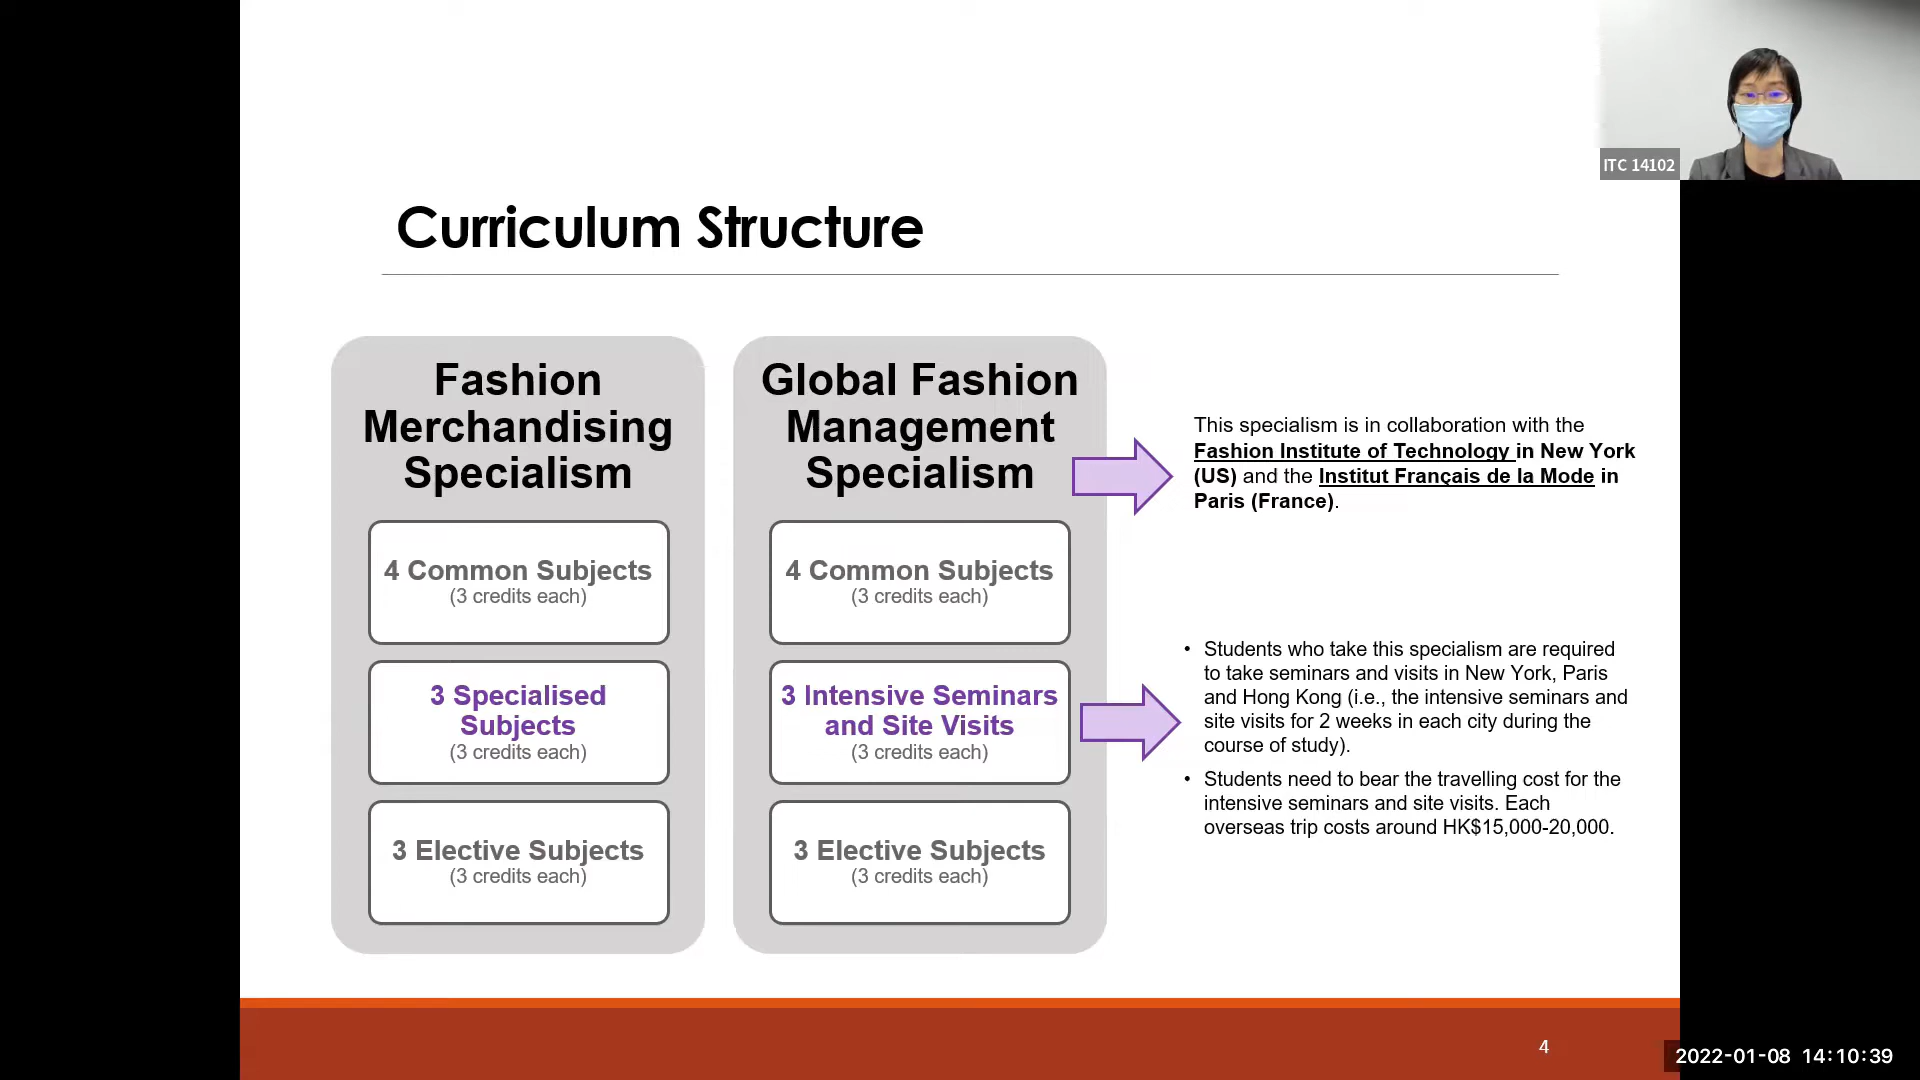 ITC 14102
Curriculum Structure
Fashion
Merchandising
Specialism
4 Common Subjects
(3 credits each)
3 Specialised
Subjects
(3 credits each)
3 Elective Subjects
(3 credits each)
Global Fashion
Management
Specialism
4 Common Subjects
(3 credits each)
3 Intensive Seminars
and Site Visits
(3 credits each)
3 Elective Subjects
(3 credits each)
This specialism is in collaboration with the
Fashion Institute of Technology in New York
(US) and the Institut Français de la Mode in
Paris (France).
• Students who take this specialism are required
to take seminars and visits in New York, Paris
and Hong Kong (i.e., the intensive seminars and
site visits for 2 weeks in each city during the
course of study).
• Students need to bear the travelling cost for the
intensive seminars and site visits. Each
overseas trip costs around HK$15,000-20,000.
4
2022-01-08 14:10:39